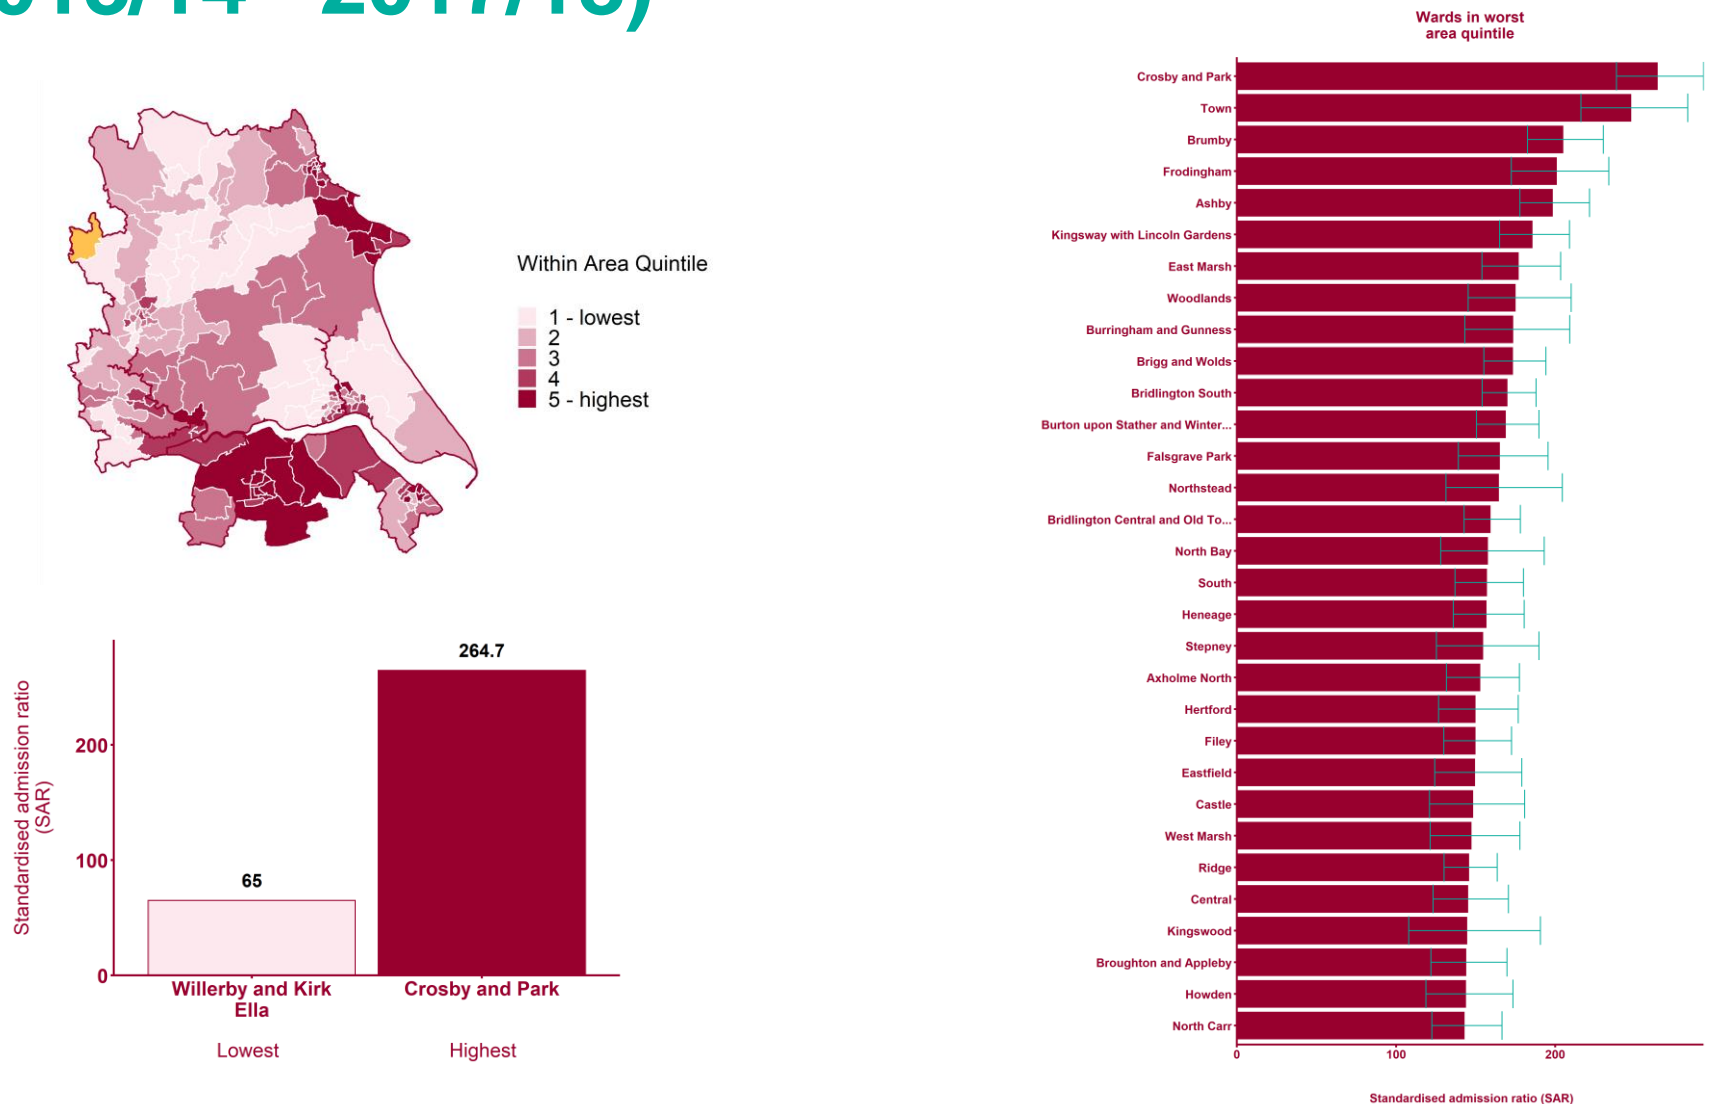 2017/18)
Within Area Quintile
1 - lowest
2
3
4
5 - highest
Standardised admission ratio
(SAR)
200
100
0
65
264.7
Willerby and Kirk
Ella
Crosby and Park
Lowest
Highest
Wards in worst
area quintile
Crosby and Park
Town
Brumby
Frodingham
Ashby
Kingsway with Lincoln Gardens
East Marsh
Woodlands
Burringham and Gunness
Brigg and Wolds
Bridlington South
Burton upon Stather and Winter...
Falsgrave Park
Northstead
Bridlington Central and Old To...
North Bay
South
Heneage
Stepney
Axholme North
Hertford
Filey
Eastfield
Castle
West Marsh
Ridge
Central
Kingswood
Broughton and Appleby
Howden
North Carr
0
100
200
Standardised admission ratio (SAR)